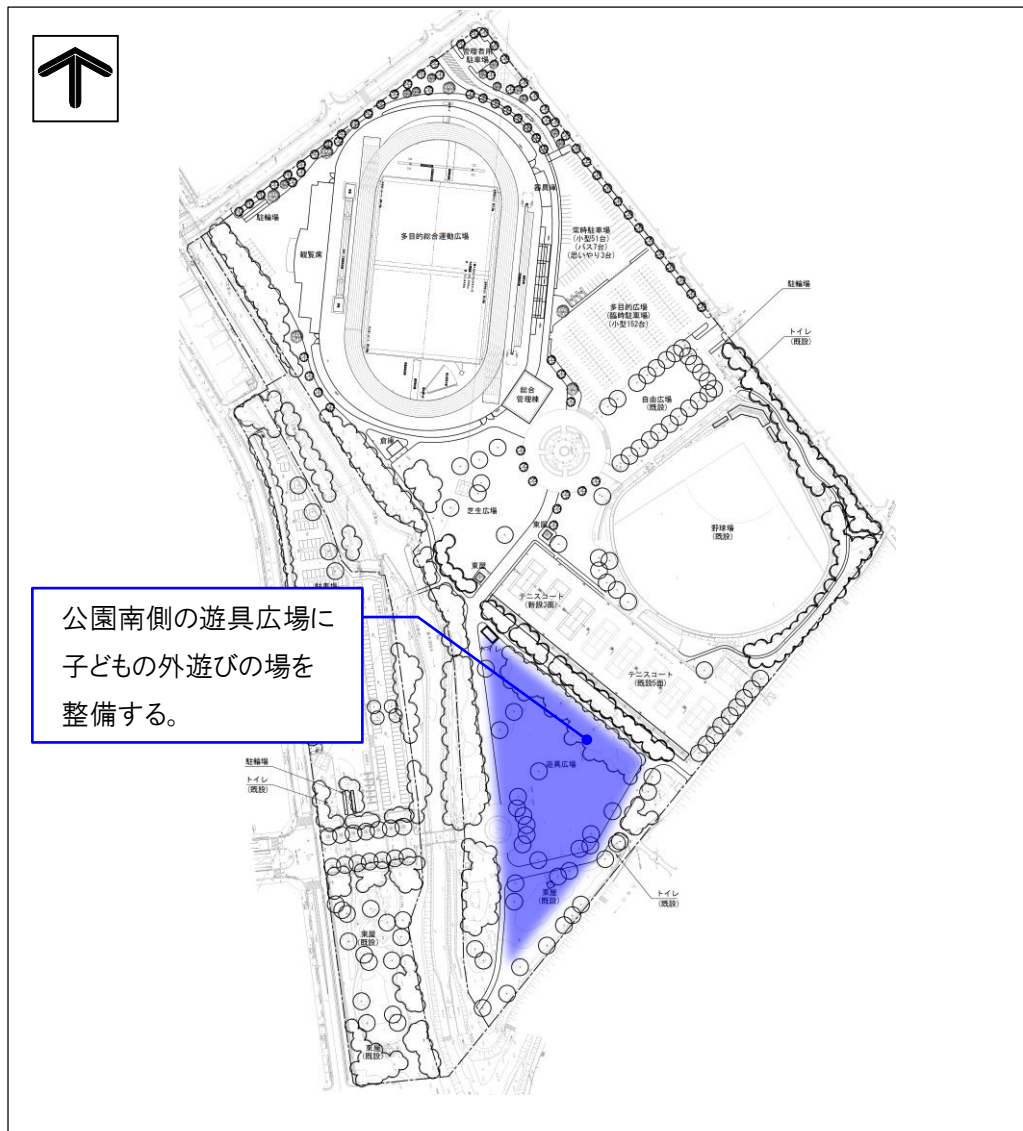 管理者用
駐車場
駐輪場
器具庫
観覧席
多目的総合運動広場
常時駐車場
(小型51台)
(バス7台)
(思いやり3台)
駐輪場
多目的広場
(臨時駐車場)
(小型152台)
トイレ
(既設)
総合
管理棟
自由広場
(既設)
倉庫
芝生広場
東屋
野球場
(既設)
東屋
駐車場
テニスコート
(新設3面)
公園南側の遊具広場に
子どもの外遊びの場を
整備する。
トイレ
テニスコート
(既設5面)
遊具広場
駐輪場
トイレ
(既設)
東屋
(既設)
トイレ
(既設)
東屋
(既設)
東屋
(既設)